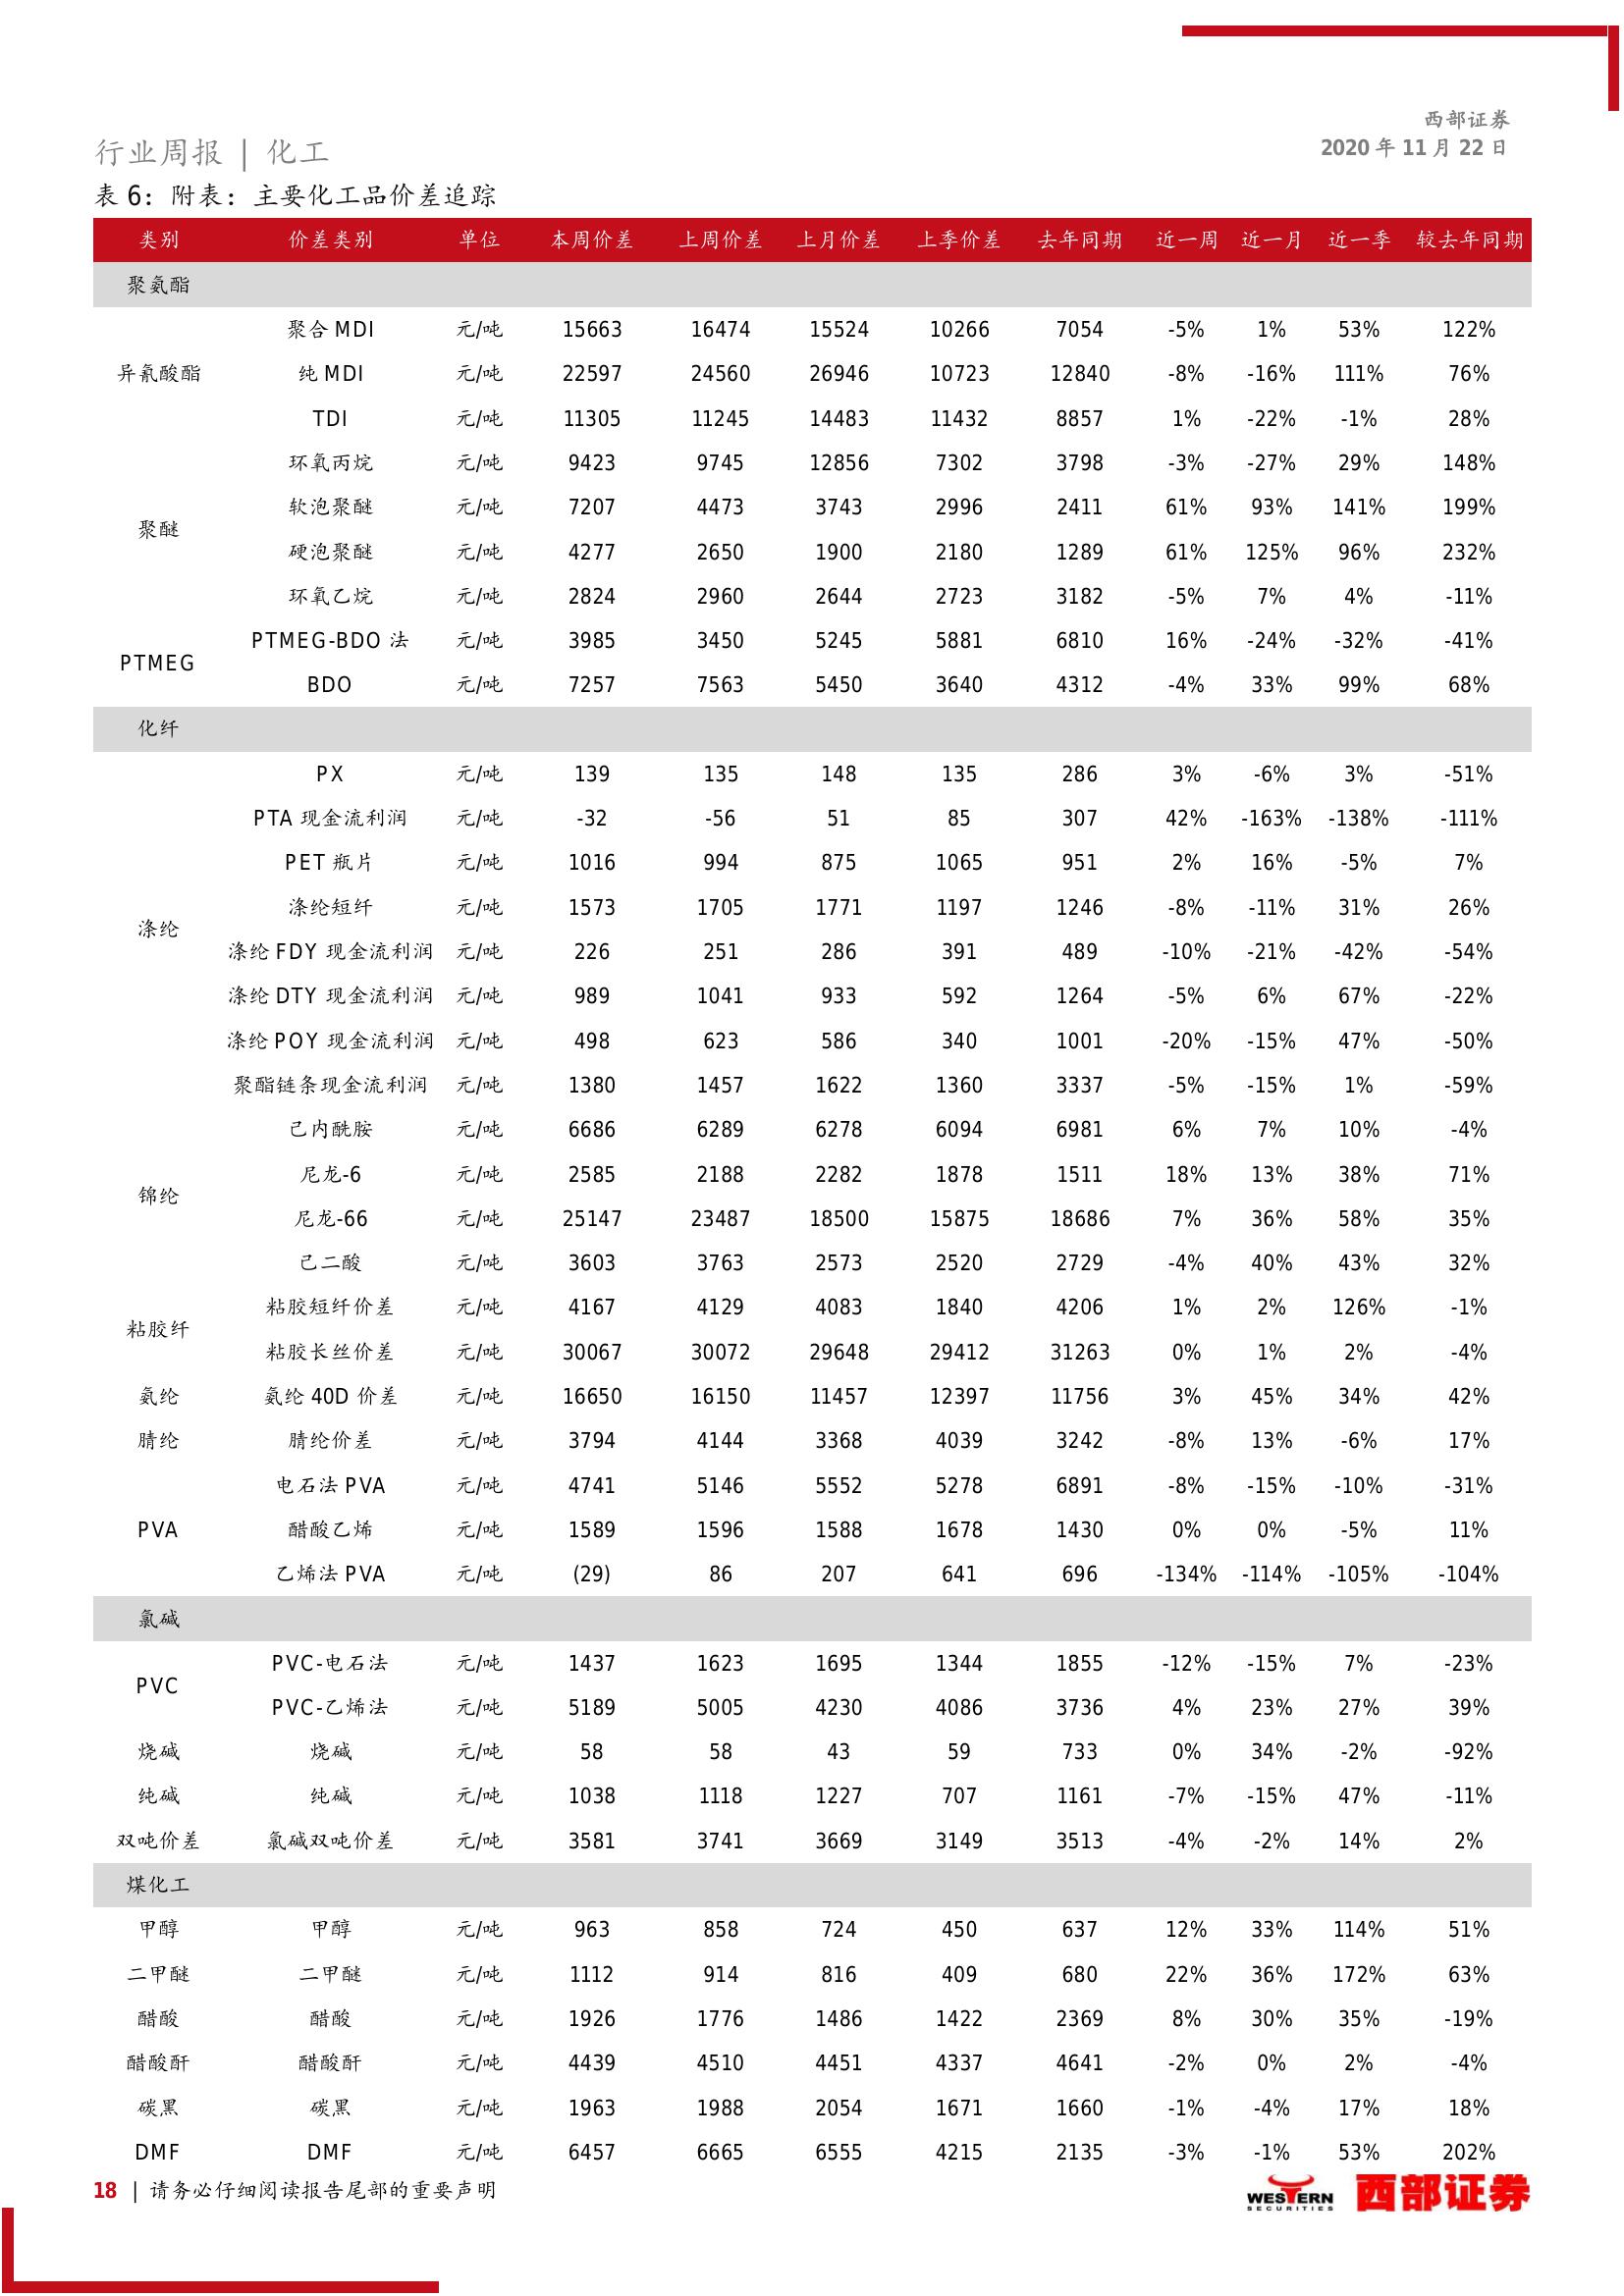 西部证券
行业周报 | 化工
2020 年 11 月 22 日
表 6：附表：主要化工品价差追踪
类别 价差类别 单位 本周价差 上周价差 上月价差 上季价差 去年同期 近一周 近一月 近一季 较去年同期
聚氨酯
聚合 MDI 元/吨 15663 16474 15524 10266 7054 -5% 1% 53% 122%
异氰酸酯 纯 MDI 元/吨 22597 24560 26946 10723 12840 -8% -16% 111% 76%
TDI 元/吨 11305 11245 14483 11432 8857 1% -22% -1% 28%
环氧丙烷 元/吨 9423 9745 12856 7302 3798 -3% -27% 29% 148%
软泡聚醚 元/吨 7207 4473 3743 2996 2411 61% 93% 141% 199%
聚醚
硬泡聚醚 元/吨 4277 2650 1900 2180 1289 61% 125% 96% 232%
环氧乙烷 元/吨 2824 2960 2644 2723 3182 -5% 7% 4% -11%
PTMEG-BDO 法 元/吨 3985 3450 5245 5881 6810 16% -24% -32% -41%
PTMEG
BDO 元/吨 7257 7563 5450 3640 4312 -4% 33% 99% 68%
化纤
PX 元/吨 139 135 148 135 286 3% -6% 3% -51%
PTA 现金流利润 元/吨 -32 -56 51 85 307 42% -163% -138% -111%
PET 瓶片 元/吨 1016 994 875 1065 951 2% 16% -5% 7%
涤纶短纤 元/吨 1573 1705 1771 1197 1246 -8% -11% 31% 26%
涤纶
涤纶 FDY 现金流利润 元/吨 226 251 286 391 489 -10% -21% -42% -54%
涤纶 DTY 现金流利润 元/吨 989 1041 933 592 1264 -5% 6% 67% -22%
涤纶 POY 现金流利润 元/吨 498 623 586 340 1001 -20% -15% 47% -50%
聚酯链条现金流利润 元/吨 1380 1457 1622 1360 3337 -5% -15% 1% -59%
己内酰胺 元/吨 6686 6289 6278 6094 6981 6% 7% 10% -4%
尼龙-6 元/吨 2585 2188 2282 1878 1511 18% 13% 38% 71%
锦纶
尼龙-66 元/吨 25147 23487 18500 15875 18686 7% 36% 58% 35%
己二酸 元/吨 3603 3763 2573 2520 2729 -4% 40% 43% 32%
粘胶短纤价差 元/吨 4167 4129 4083 1840 4206 1% 2% 126% -1%
粘胶纤
粘胶长丝价差 元/吨 30067 30072 29648 29412 31263 0% 1% 2% -4%
氨纶 氨纶 40D 价差 元/吨 16650 16150 11457 12397 11756 3% 45% 34% 42%
腈纶 腈纶价差 元/吨 3794 4144 3368 4039 3242 -8% 13% -6% 17%
电石法 PVA 元/吨 4741 5146 5552 5278 6891 -8% -15% -10% -31%
PVA 醋酸乙烯 元/吨 1589 1596 1588 1678 1430 0% 0% -5% 11%
乙烯法 PVA 元/吨 (29) 86 207 641 696 -134% -114% -105% -104%
氯碱
PVC-电石法 元/吨 1437 1623 1695 1344 1855 -12% -15% 7% -23%
PVC
PVC-乙烯法 元/吨 5189 5005 4230 4086 3736 4% 23% 27% 39%
烧碱 烧碱 元/吨 58 58 43 59 733 0% 34% -2% -92%
纯碱 纯碱 元/吨 1038 1118 1227 707 1161 -7% -15% 47% -11%
双吨价差 氯碱双吨价差 元/吨 3581 3741 3669 3149 3513 -4% -2% 14% 2%
煤化工
甲醇 甲醇 元/吨 963 858 724 450 637 12% 33% 114% 51%
二甲醚 二甲醚 元/吨 1112 914 816 409 680 22% 36% 172% 63%
醋酸 醋酸 元/吨 1926 1776 1486 1422 2369 8% 30% 35% -19%
醋酸酐 醋酸酐 元/吨 4439 4510 4451 4337 4641 -2% 0% 2% -4%
碳黑 碳黑 元/吨 1963 1988 2054 1671 1660 -1% -4% 17% 18%
DMF DMF 元/吨 6457 6665 6555 4215 2135 -3% -1% 53% 202%
18 | 请务必仔细阅读报告尾部的重要声明
WESTERN
SECURITIES
西部证券